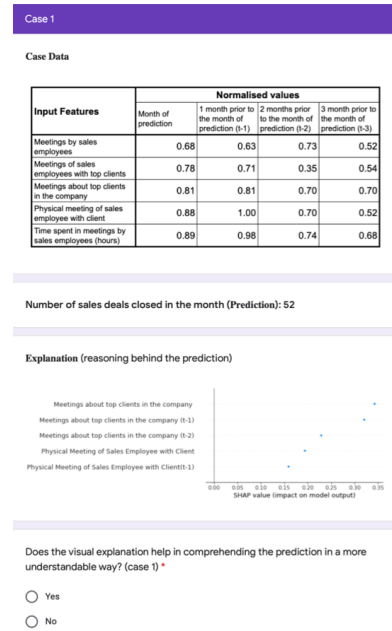 Case 1
Case Data
Normalised values
Input Features
Month of prediction
1 month prior to the month of prediction (t-1)
2 months prior to the month of prediction (t-2)
3 month prior to the month of prediction (t-3)
Meetings by sales employees 0.68 0.63 0.73 0.52
Meetings of sales employees with top clients 0.78 0.71 0.35 0.54
Meetings about top clients in the company 0.81 0.81 0.70 0.70
Physical meeting of sales employee with client 0.88 1.00 0.70 0.52
Time spent in meetings by sales employees (hours) 0.89 0.98 0.74 0.68
Number of sales deals closed in the month (Prediction): 52
Explanation (reasoning behind the prediction)
Meetings about top clients in the company
Meetings about top clients in the company (t-1)
Meetings about top clients in the company (t-2)
Physical Meeting of Sales Employee with Client
Physical Meeting of Sales Employee with Client(t-1)
0.00 0.05 0.10 0.15 0.20 0.25 0.30 0.35
SHAP value (impact on model output)
Does the visual explanation help in comprehending the prediction in a more
understandable way? (case 1) *
Yes
No